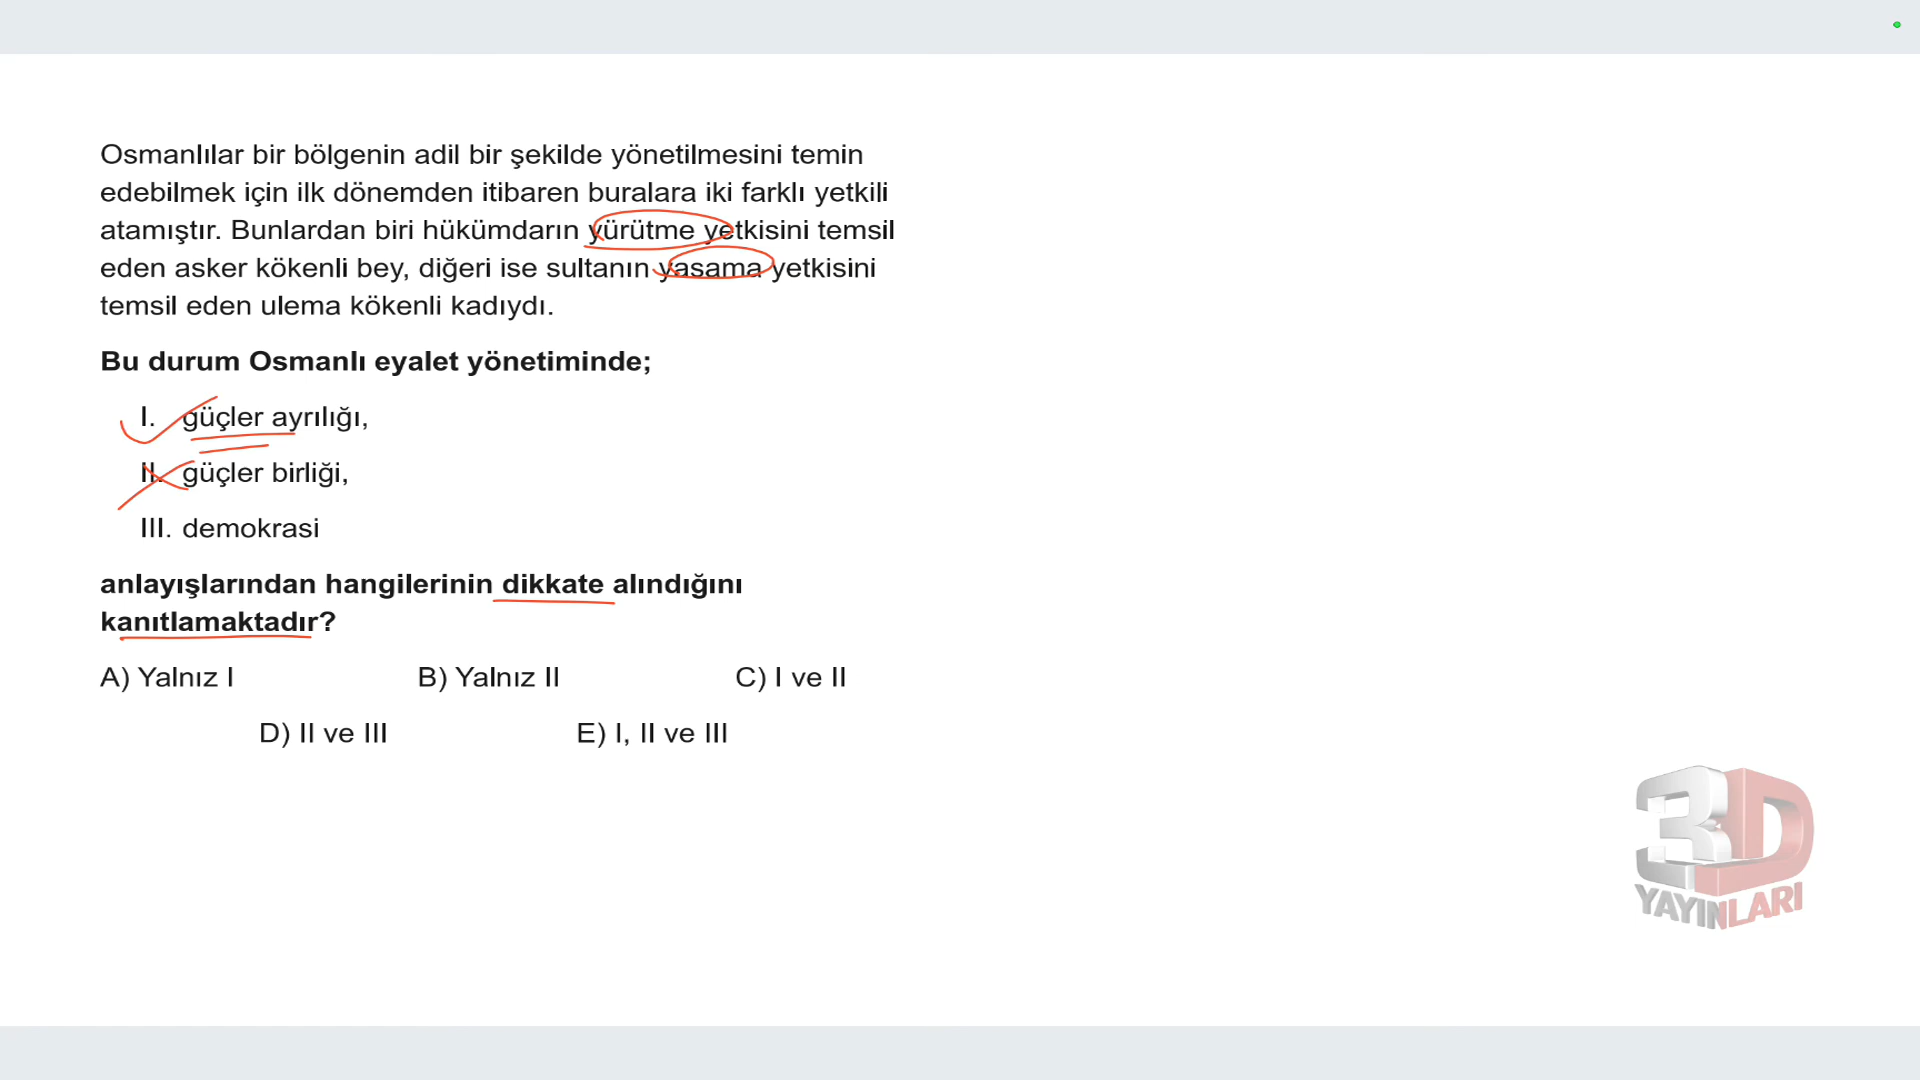 Osmanlılar bir bölgenin adil bir şekilde yönetilmesini temin
edebilmek için ilk dönemden itibaren buralara iki farklı yetkili
atamıştır. Bunlardan biri hükümdarın yürütme yetkisini temsil
eden asker kökenli bey, diğeri ise sultanın yasama yetkisini
temsil eden ulema kökenli kadıydı.
Bu durum Osmanlı eyalet yönetiminde;
I. güçler ayrılığı,
II. güçler birliği,
III. demokrasi
anlayışlarından hangilerinin dikkate alındığını
kanıtlamaktadır?
A) Yalnız I B) Yalnız II C) I ve II
D) II ve III E) I, II ve III
3D
YAYINLARI